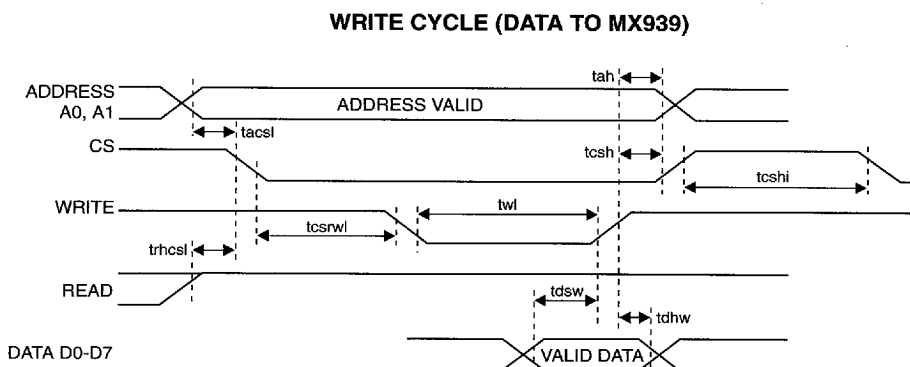 WRITE CYCLE (DATA TO MX939)
tah
ADDRESS
A0, A1
ADDRESS VALID
tacsl
CS
tcsh
tcshi
WRITE
twl
tcsrwl
trhcsl
READ
tdsw
tdhw
DATA D0-D7
VALID DATA